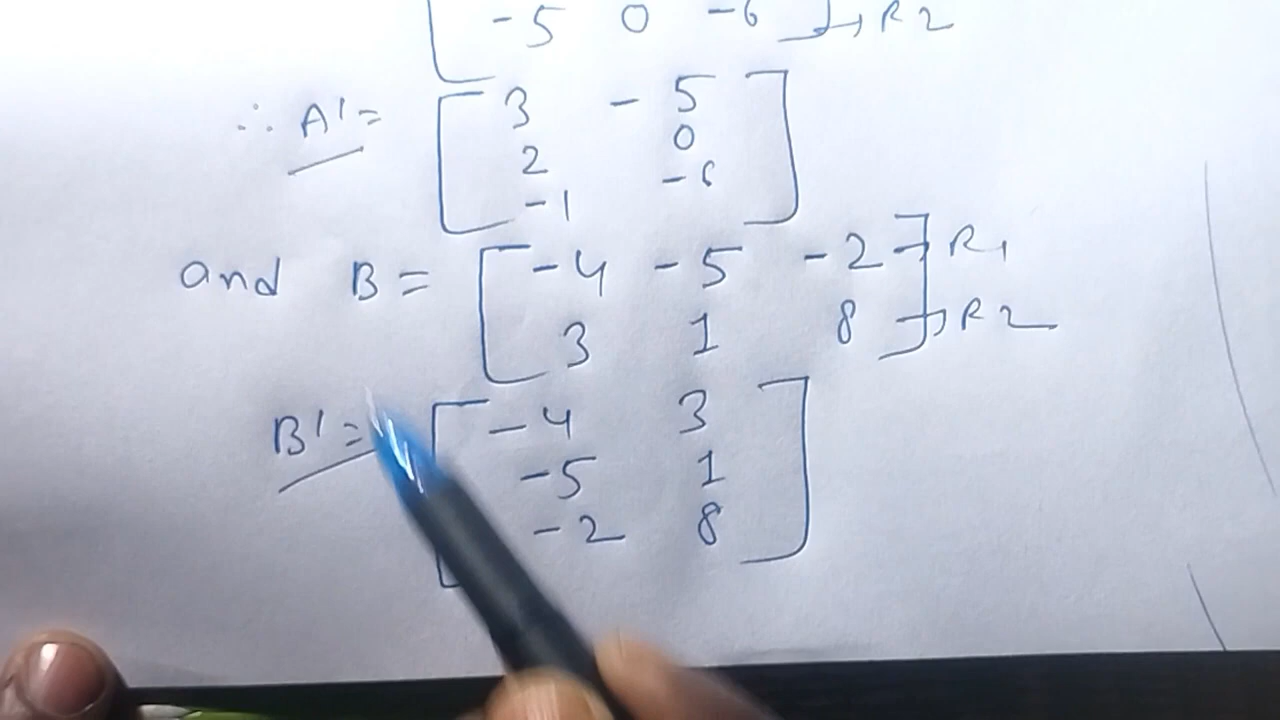 -5 0 -6 → R2
∴ A' = [ 3 -5
2 0
-1 -6 ]
and B = [ -4 -5 -2 ] → R1
3 1 8 → R2
B' = [ -4 3
-5 1
-2 8 ]